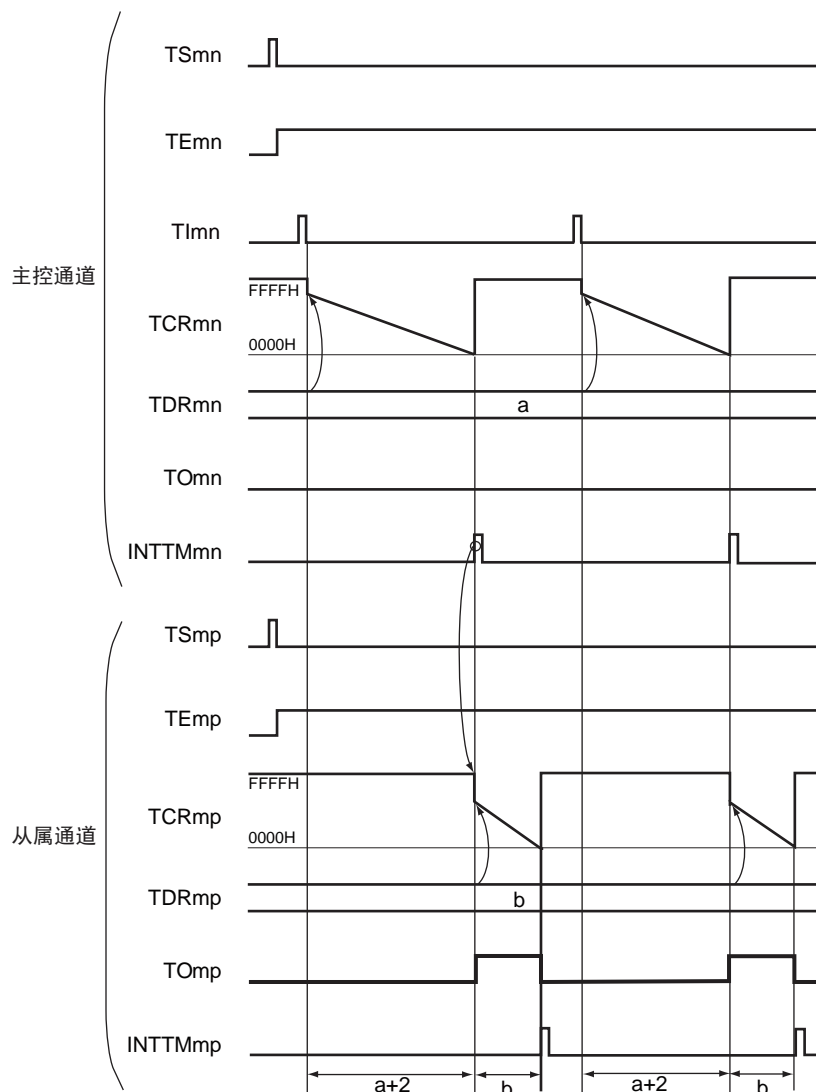 主控通道
TSmn
TEmn
TImn
FFFFH
TCRmn
0000H
TDRmn
a
TOmn
INTTMmn
从属通道
TSmp
TEmp
FFFFH
TCRmp
0000H
TDRmp
b
TOmp
INTTMmp
a+2 b a+2 b